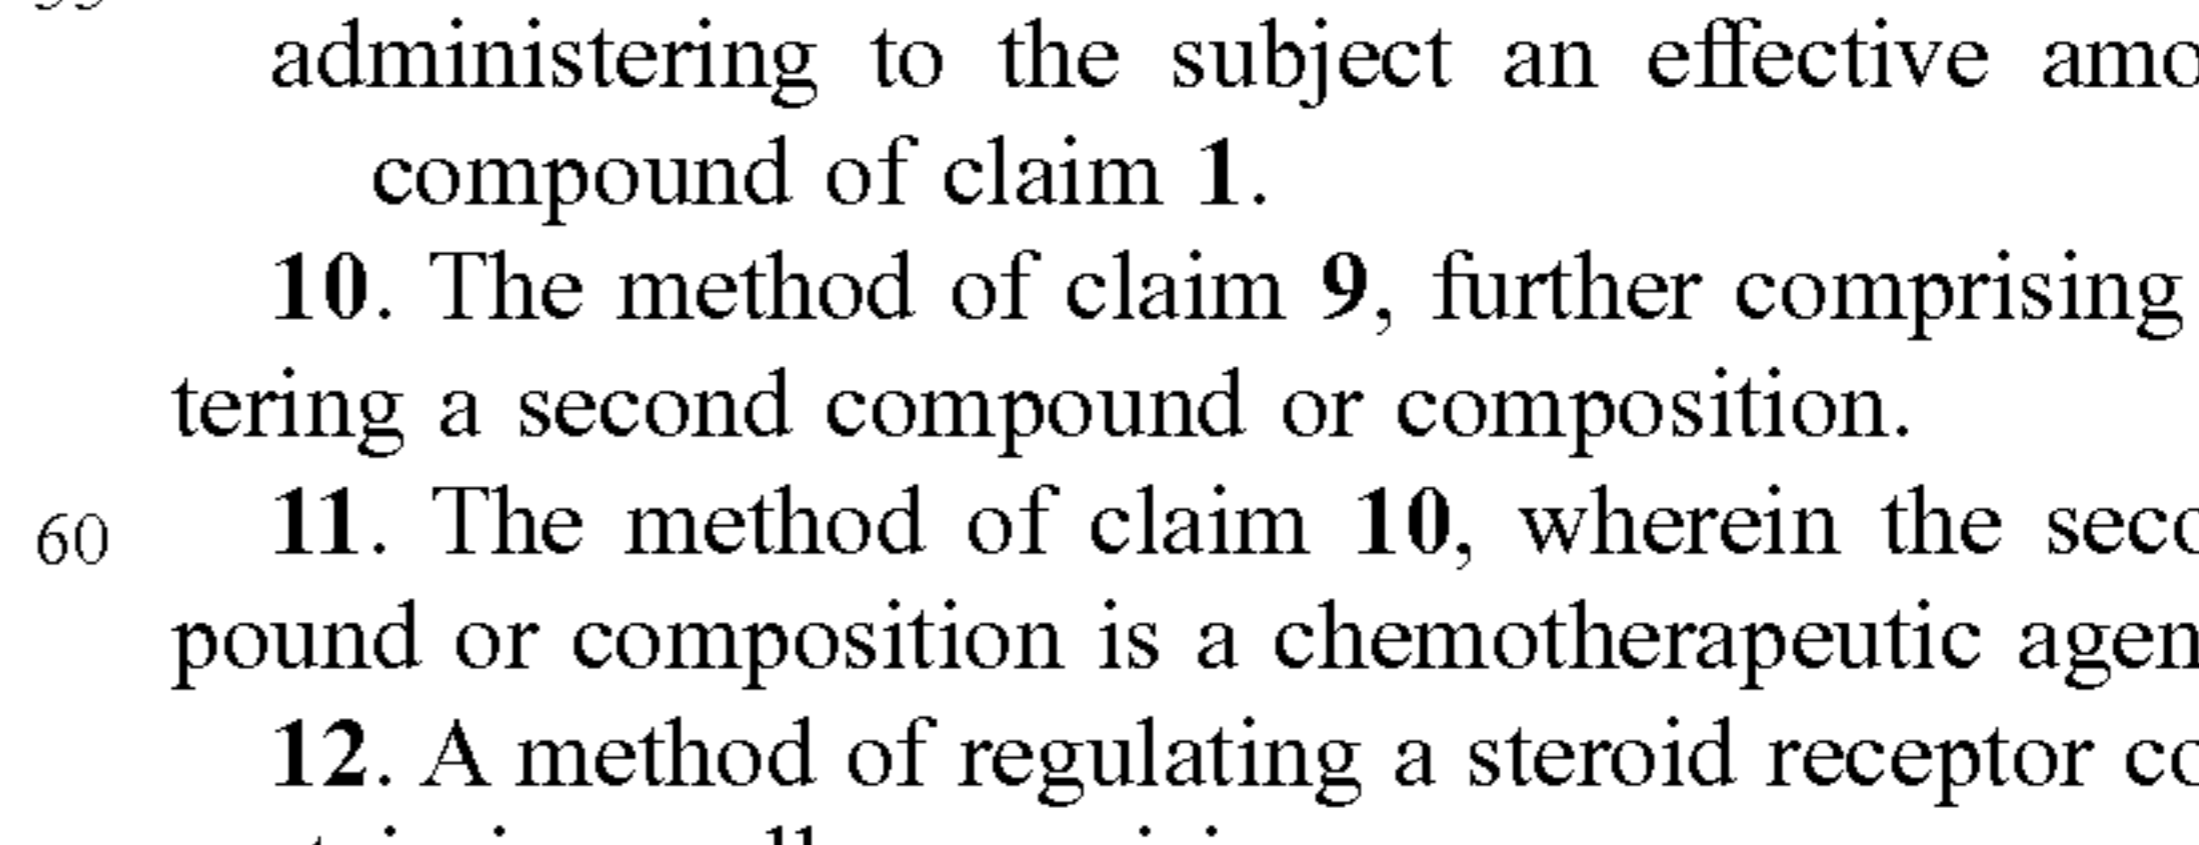 administering to the subject an effective amo
compound of claim 1.
10. The method of claim 9, further comprising
tering a second compound or composition.
60 11. The method of claim 10, wherein the seco
pound or composition is a chemotherapeutic agen
12. A method of regulating a steroid receptor co